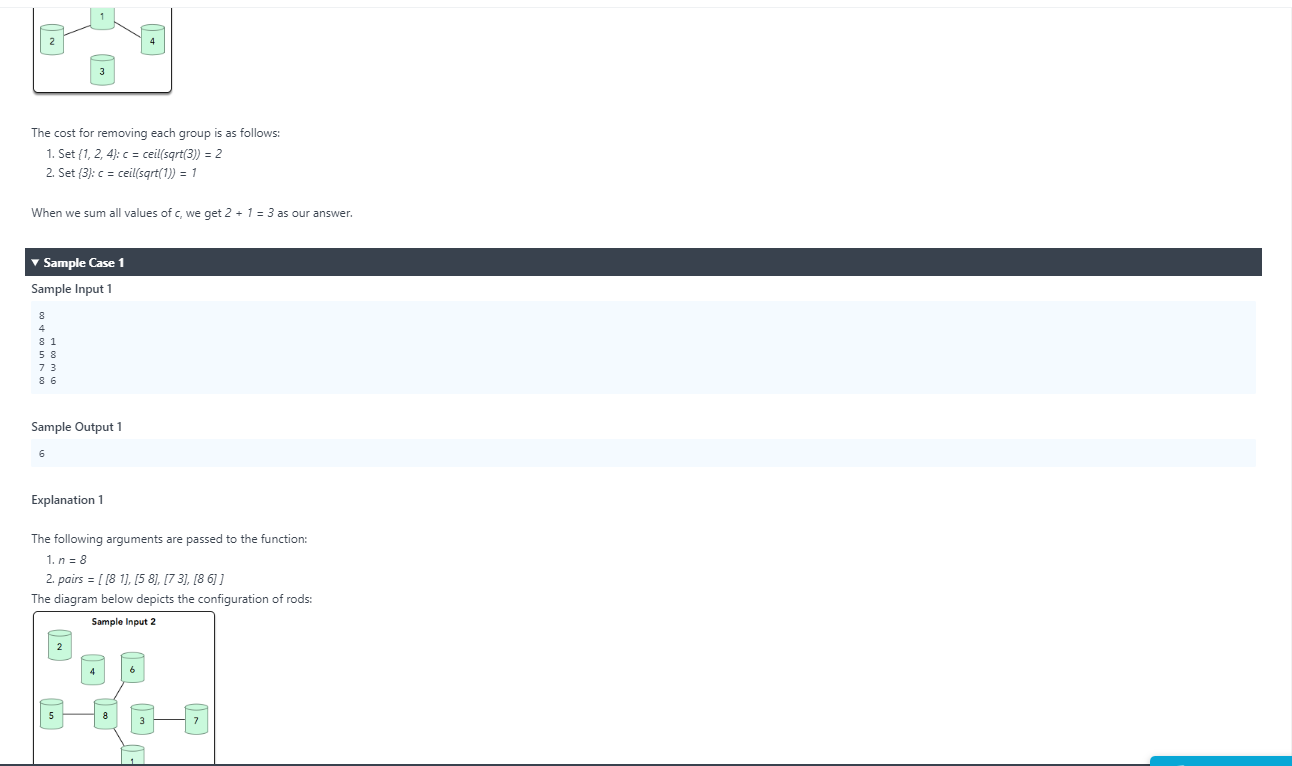 1
2
4
3
The cost for removing each group is as follows:
1. Set {1, 2, 4}: c = ceil(sqrt(3)) = 2
2. Set {3}: c = ceil(sqrt(1)) = 1
When we sum all values of c, we get 2 + 1 = 3 as our answer.
▼ Sample Case 1
Sample Input 1
8
4
8 1
5 8
7 3
8 6
Sample Output 1
6
Explanation 1
The following arguments are passed to the function:
1. n = 8
2. pairs = [ [8 1], [5 8], [7 3], [8 6] ]
The diagram below depicts the configuration of rods:
Sample Input 2
2
4
6
5
8
3
7
1